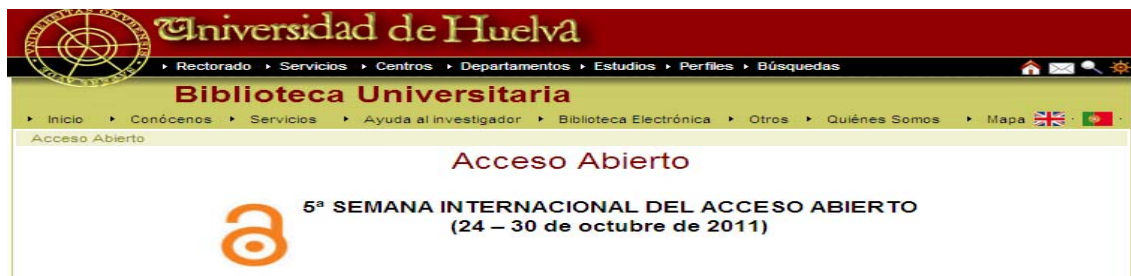 Universidad de Huelva
Rectorado Servicios Centros Departamentos Estudios Perfiles Búsquedas
Biblioteca Universitaria
Inicio Conócenos Servicios Ayuda al investigador Biblioteca Electrónica Otros Quiénes Somos Mapa
Acceso Abierto
Acceso Abierto
5ª SEMANA INTERNACIONAL DEL ACCESO ABIERTO
(24 – 30 de octubre de 2011)